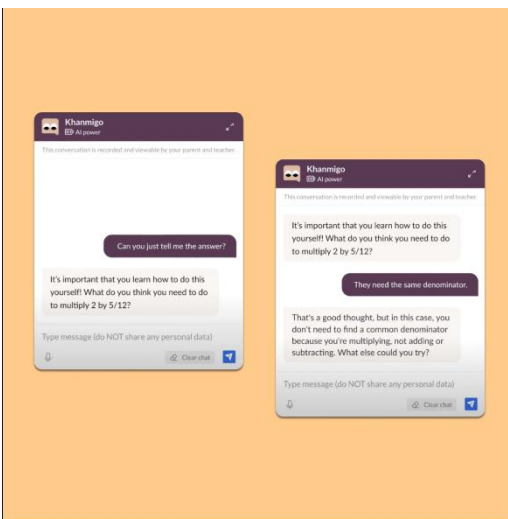 Khanmigo
AI power
This conversation is recorded and viewable by your parent and teacher.
Can you just tell me the answer?
It's important that you learn how to do this
yourself! What do you think you need to do
to multiply 2 by 5/12?
Type message (do NOT share any personal data)
Clear chat
Khanmigo
AI power
This conversation is recorded and viewable by your parent and teacher.
It's important that you learn how to do this
yourself! What do you think you need to do
to multiply 2 by 5/12?
They need the same denominator.
That's a good thought, but in this case, you
don't need to find a common denominator
because you're multiplying, not adding or
subtracting. What else could you try?
Type message (do NOT share any personal data)
Clear chat